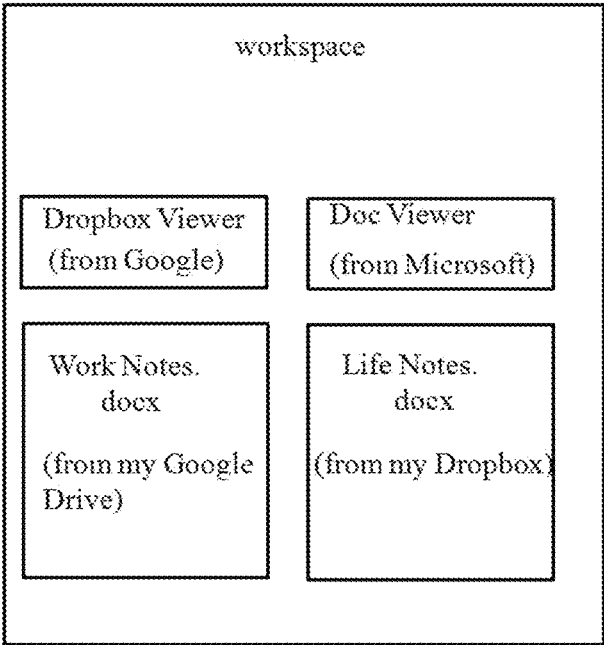 workspace
Dropbox Viewer
(from Google)
Doc Viewer
(from Microsoft)
Work Notes.
docx
(from my Google
Drive)
Life Notes.
docx
(from my Dropbox)